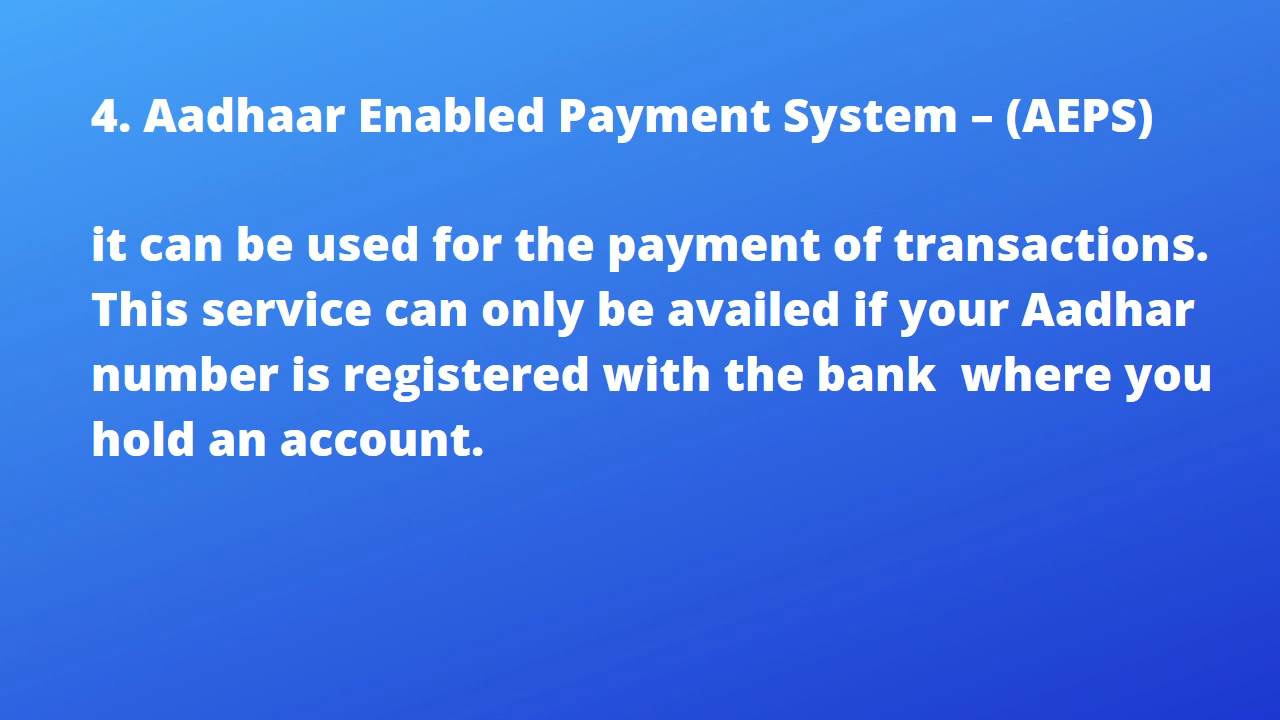 4. Aadhaar Enabled Payment System – (AEPS)
it can be used for the payment of transactions.
This service can only be availed if your Aadhar
number is registered with the bank  where you
hold an account.